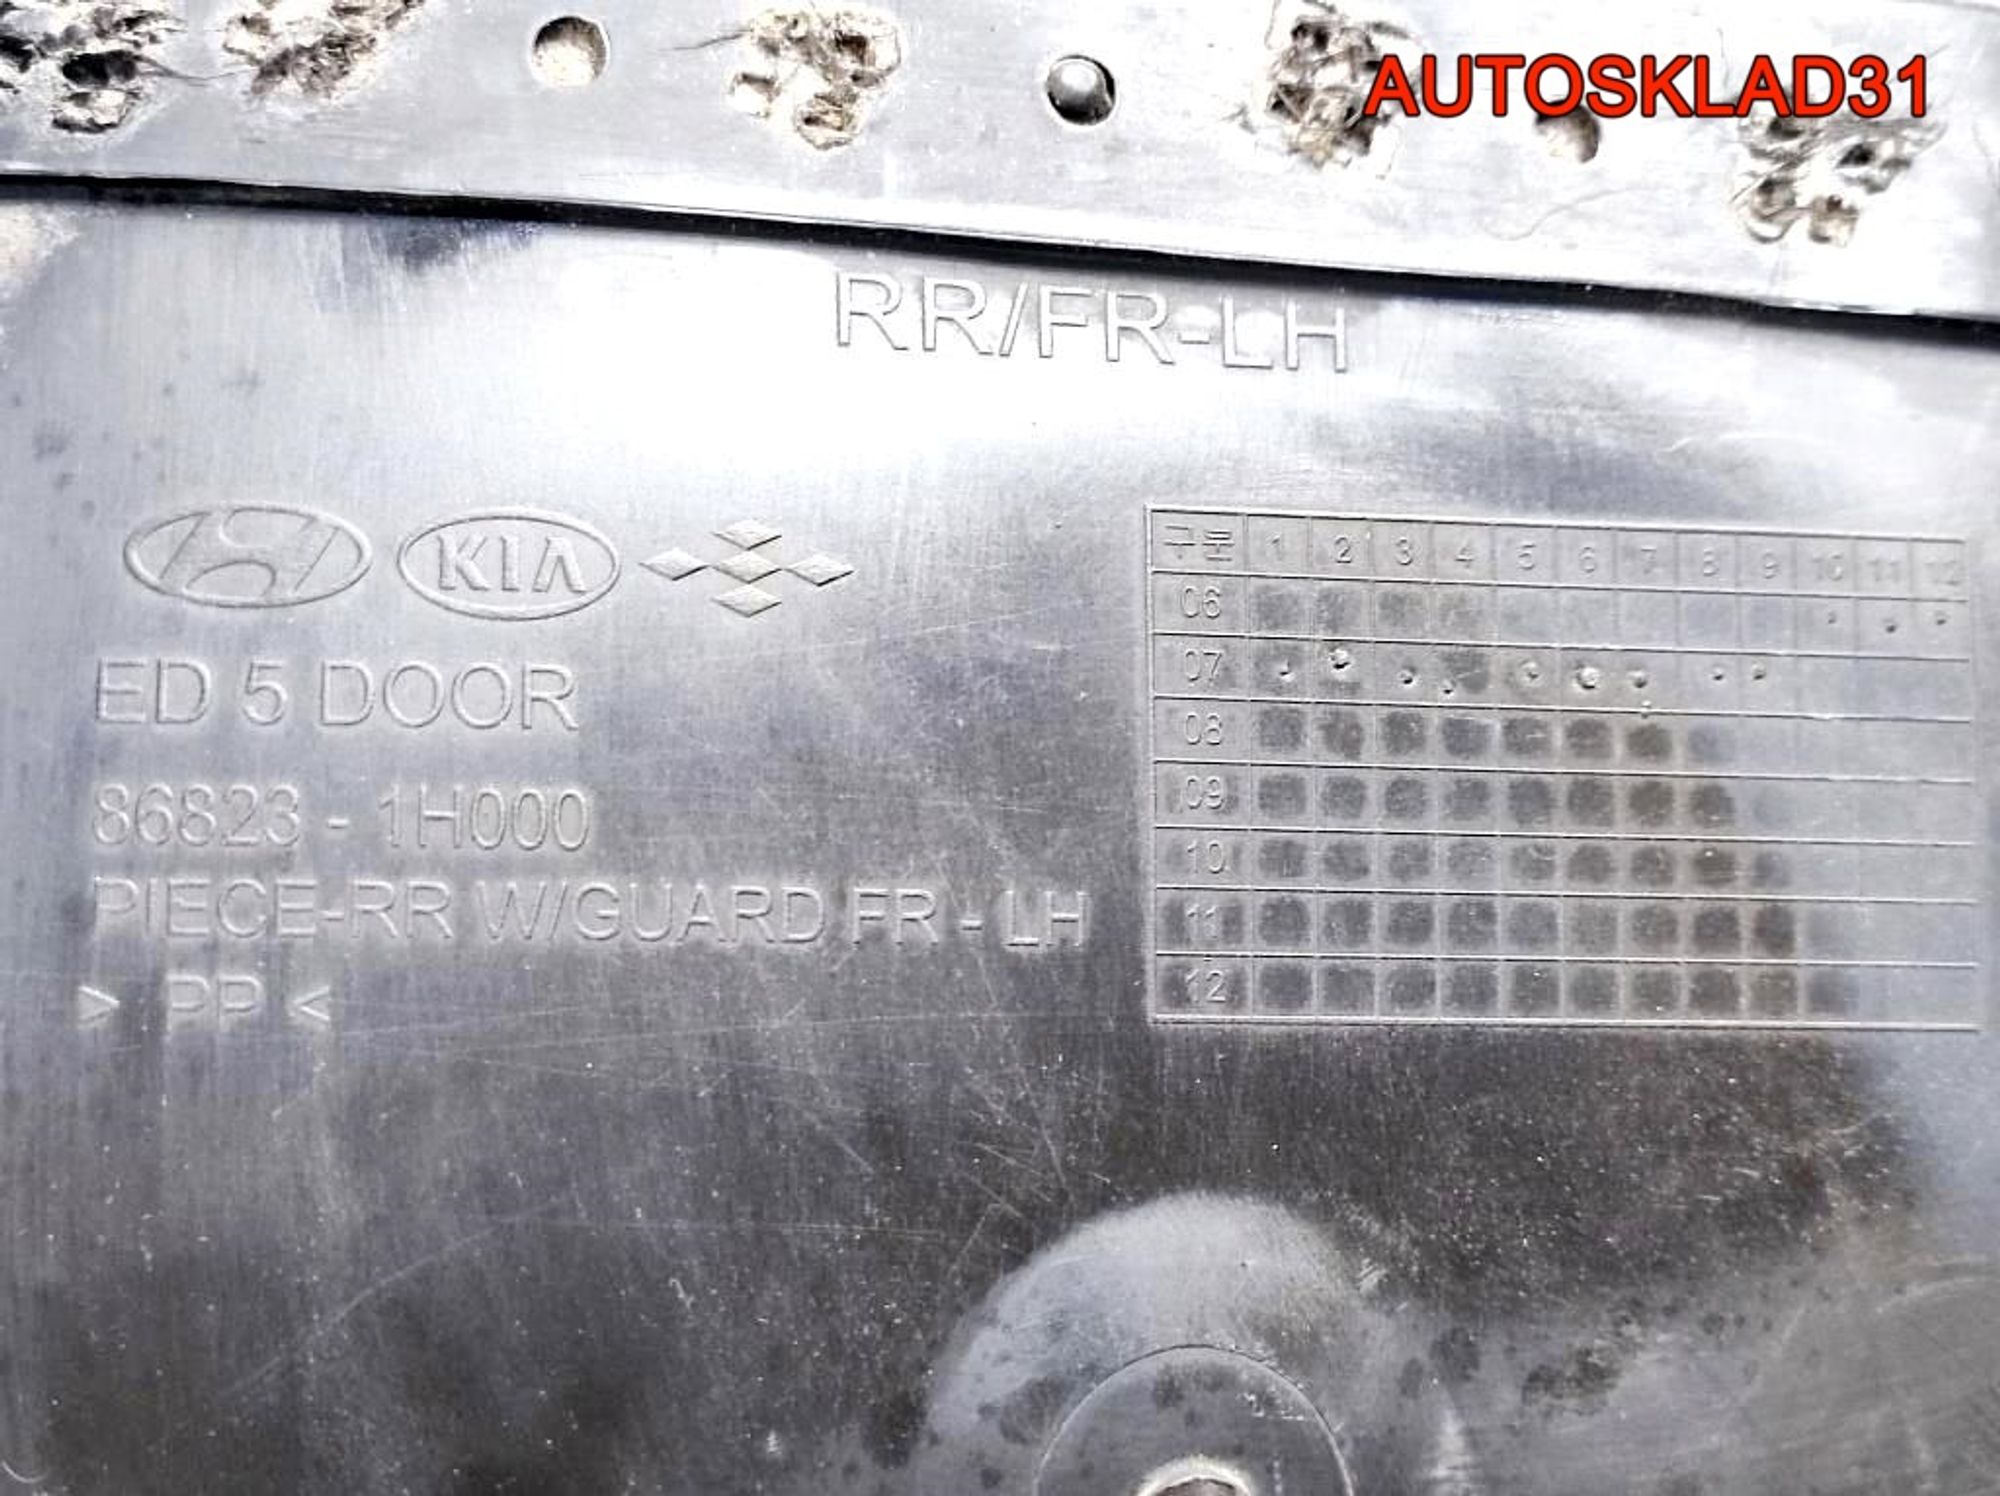 AUTOSKLAD31
RR/FR-LH
KIA
ED 5 DOOR
86823 - 1H000
PIECE-RR W/GUARD FR - LH
> PP <
구분 1 2 3 4 5 6 7 8 9 10 11 12
06
07
08
09
10
11
12